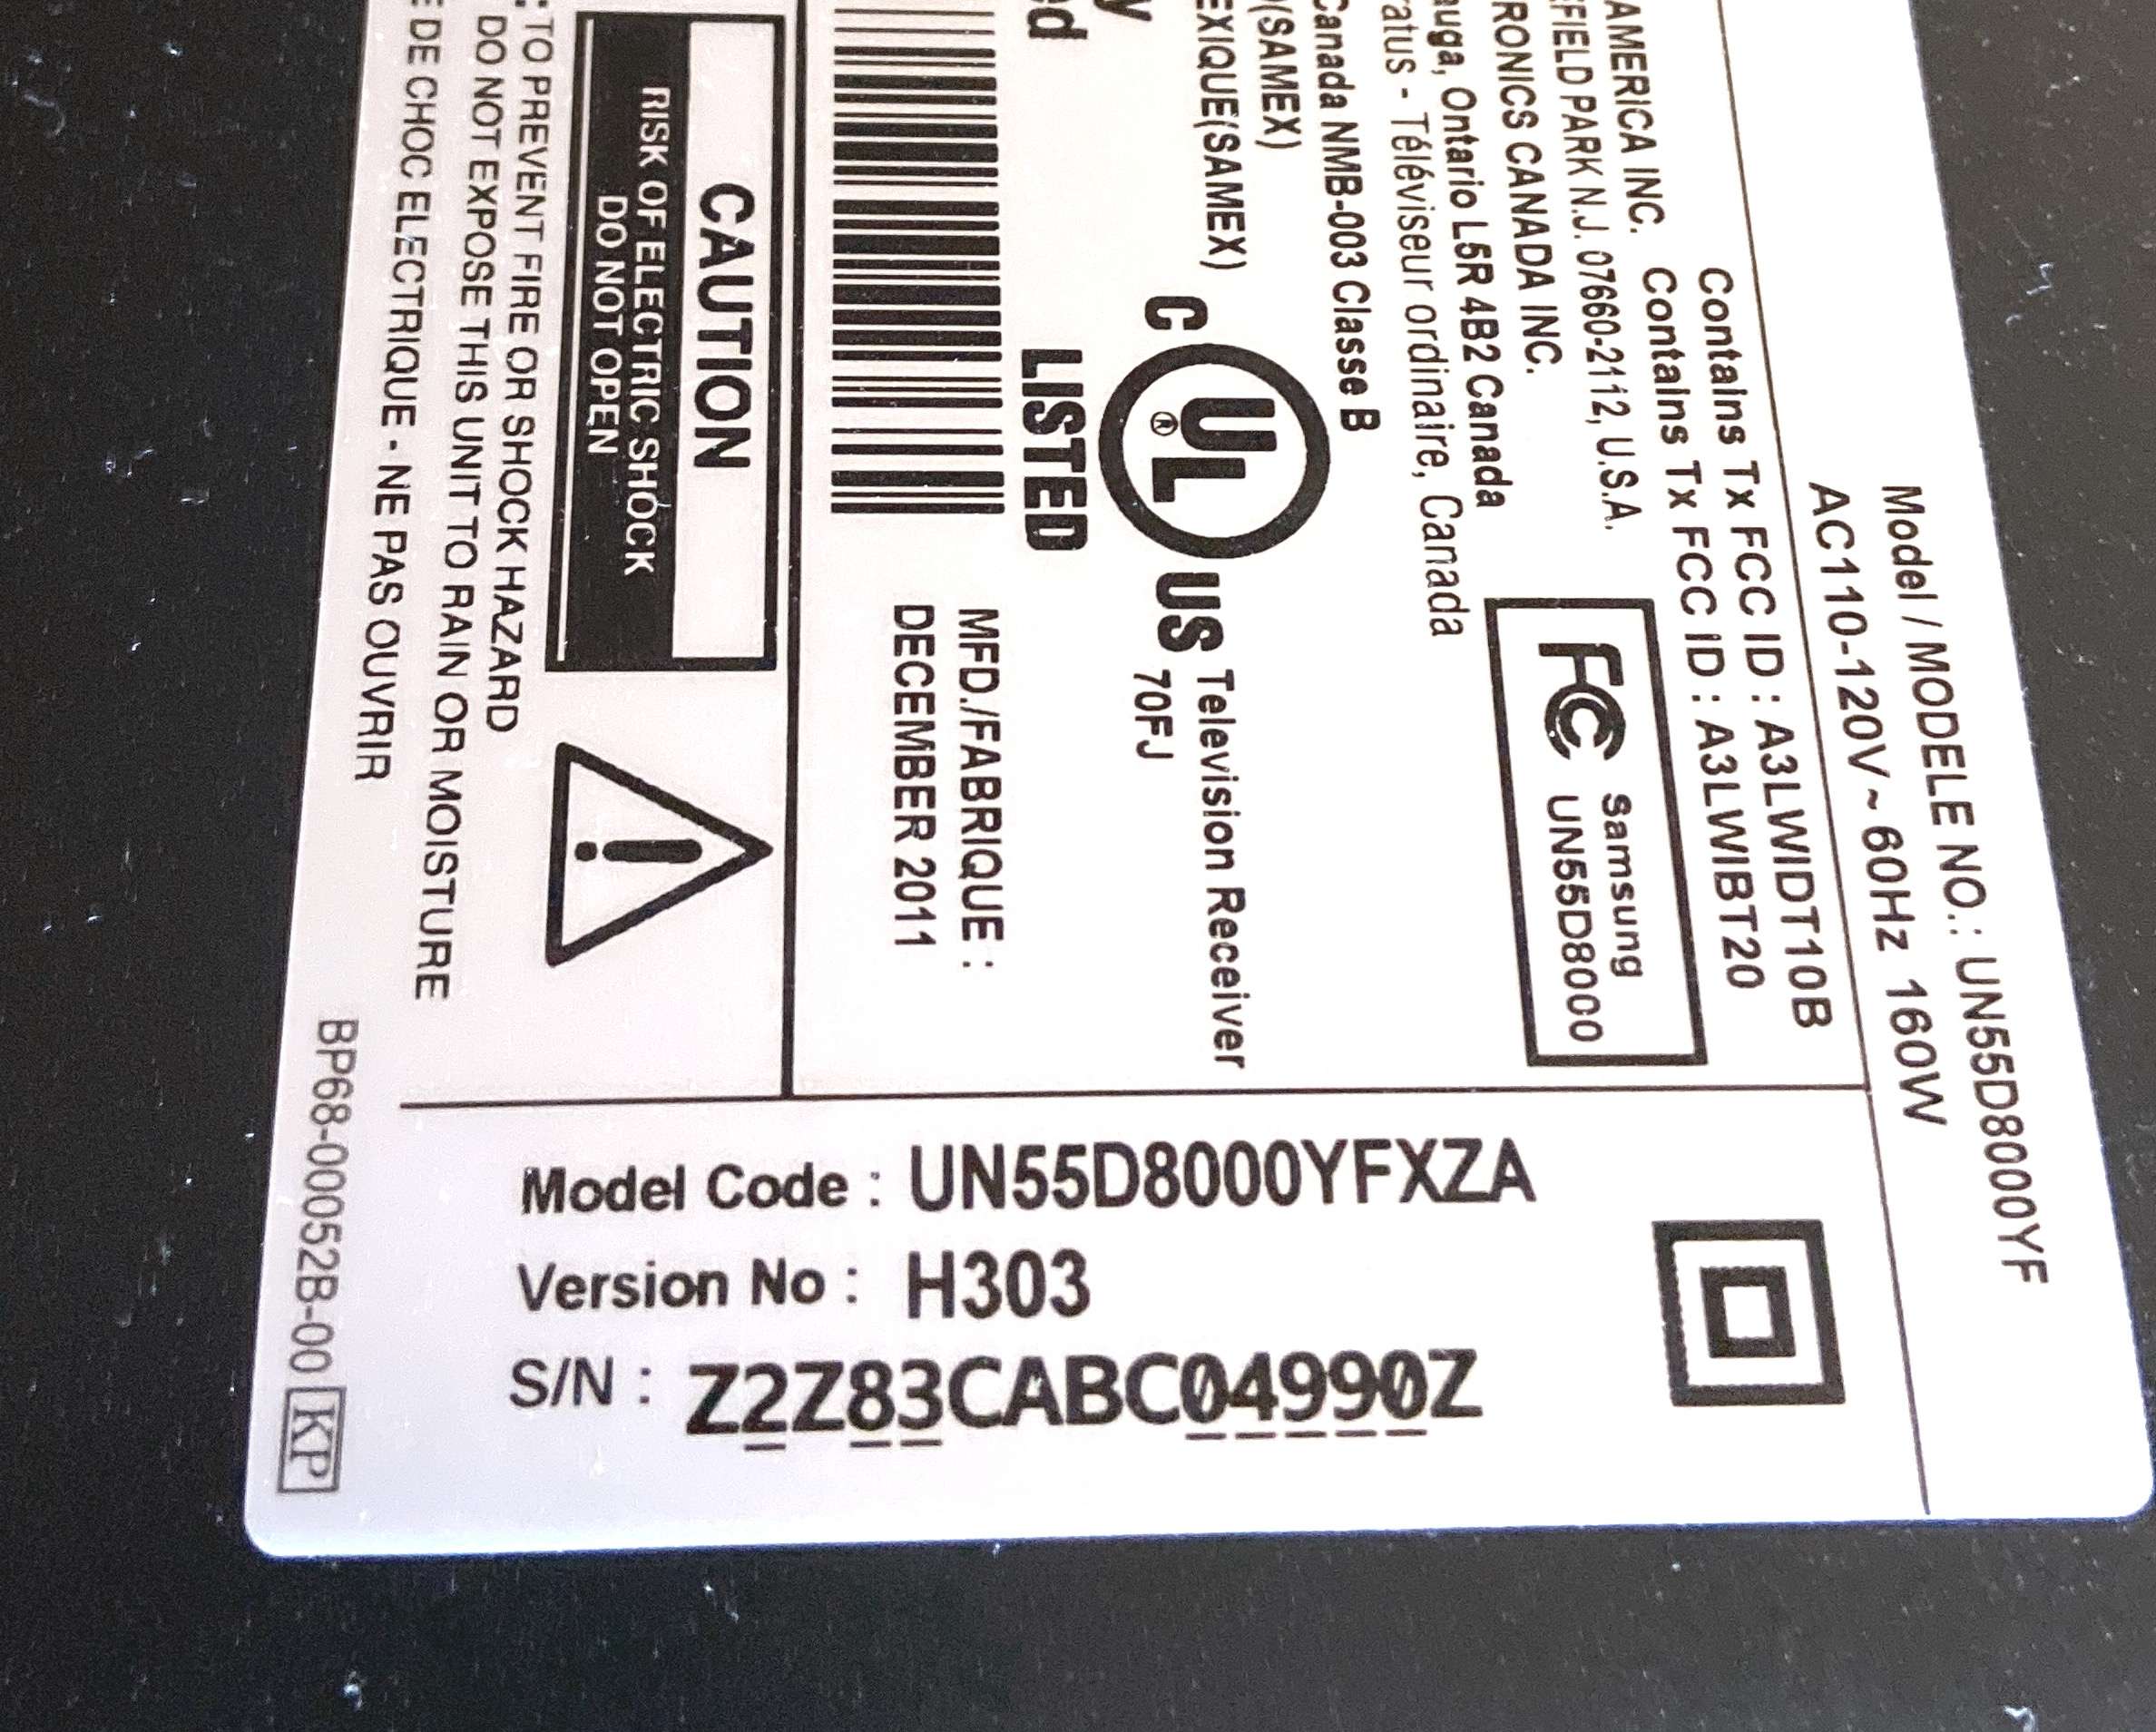 Model / MODELE NO.: UN55D8000YF
AC110-120V ~ 60Hz 160W
Contains Tx FCC ID : A3LWIDT10B
Contains Tx FCC ID : A3LWIBT20
AMERICA INC.
FIELD PARK N.J. 07660-2112, U.S.A.
RONICS CANADA INC.
auga, Ontario L5R 4B2 Canada
atus - Téléviseur ordinaire, Canada
Canada NMB-003 Classe B
(SAMEX)
EXIQUE(SAMEX)
FC Samsung
UN55D8000
C UL ® US
LISTED
Television Receiver
70FJ
MFD./FABRIQUE :
DECEMBER 2011
CAUTION
RISK OF ELECTRIC SHOCK
DO NOT OPEN
: TO PREVENT FIRE OR SHOCK HAZARD
DO NOT EXPOSE THIS UNIT TO RAIN OR MOISTURE
E DE CHOC ELECTRIQUE - NE PAS OUVRIR
BP68-00052B-00 KP
Model Code : UN55D8000YFXZA
Version No : H303
S/N : Z2Z83CABC04990Z